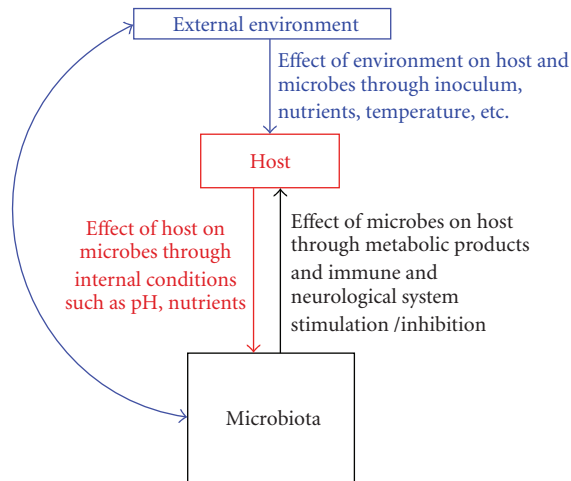 External environment
Effect of environment on host and
microbes through inoculum,
nutrients, temperature, etc.
Host
Effect of host on
microbes through
internal conditions
such as pH, nutrients
Effect of microbes on host
through metabolic products
and immune and
neurological system
stimulation /inhibition
Microbiota